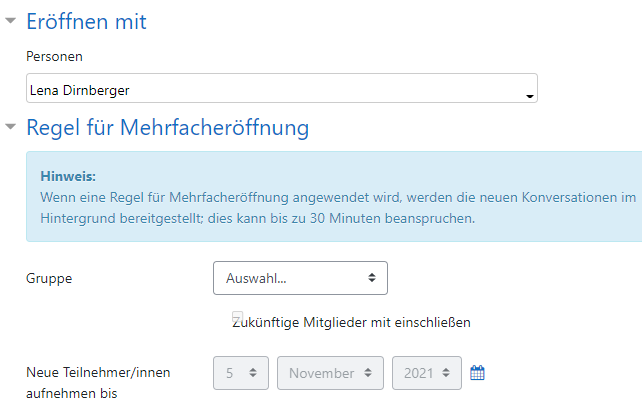 Eröffnen mit
Personen
Lena Dirnberger
Regel für Mehrfacheröffnung
Hinweis:
Wenn eine Regel für Mehrfacheröffnung angewendet wird, werden die neuen Konversationen im
Hintergrund bereitgestellt; dies kann bis zu 30 Minuten beanspruchen.
Gruppe Auswahl...
Zukünftige Mitglieder mit einschließen
Neue Teilnehmer/innen 5 November 2021
aufnehmen bis